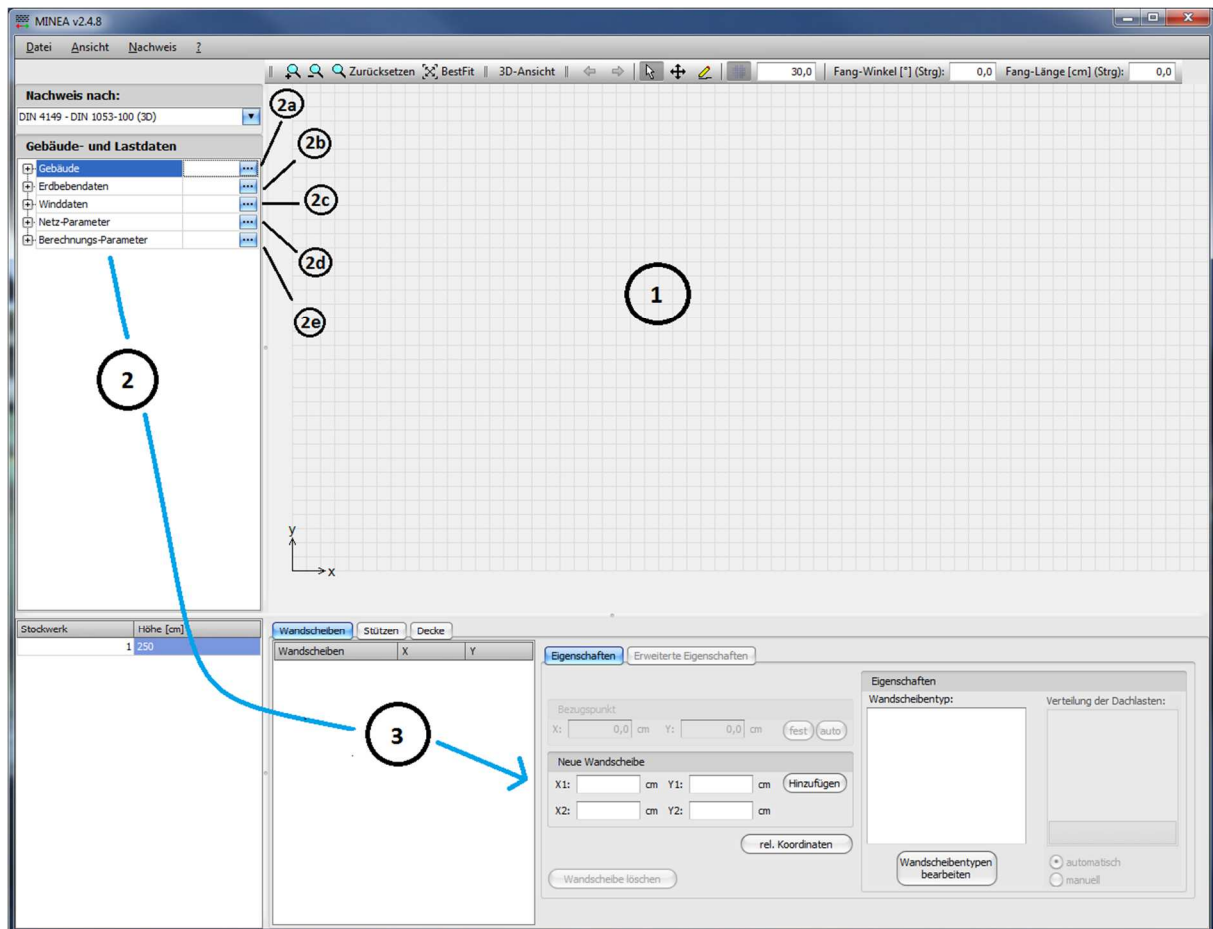 MINEA v2.4.8
Datei Ansicht Nachweis ?
Zurücksetzen BestFit 3D-Ansicht 30,0 Fang-Winkel [°] (Strg): 0,0 Fang-Länge [cm] (Strg): 0,0
Nachweis nach:
DIN 4149 - DIN 1053-100 (3D)
Gebäude- und Lastdaten
Gebäude ...
Erdbebendaten ...
Winddaten ...
Netz-Parameter ...
Berechnungs-Parameter ...
2a
2b
2c
2d
2e
1
2
y
x
Stockwerk Höhe [cm]
1 250
Wandscheiben Stützen Decke
Wandscheiben X Y
3
Eigenschaften Erweiterte Eigenschaften
Bezugspunkt
X: 0,0 cm Y: 0,0 cm fest auto
Neue Wandscheibe
X1: cm Y1: cm Hinzufügen
X2: cm Y2: cm
rel. Koordinaten
Wandscheibe löschen
Eigenschaften
Wandscheibentyp: Verteilung der Dachlasten:
Wandscheibentypen
bearbeiten
automatisch
manuell